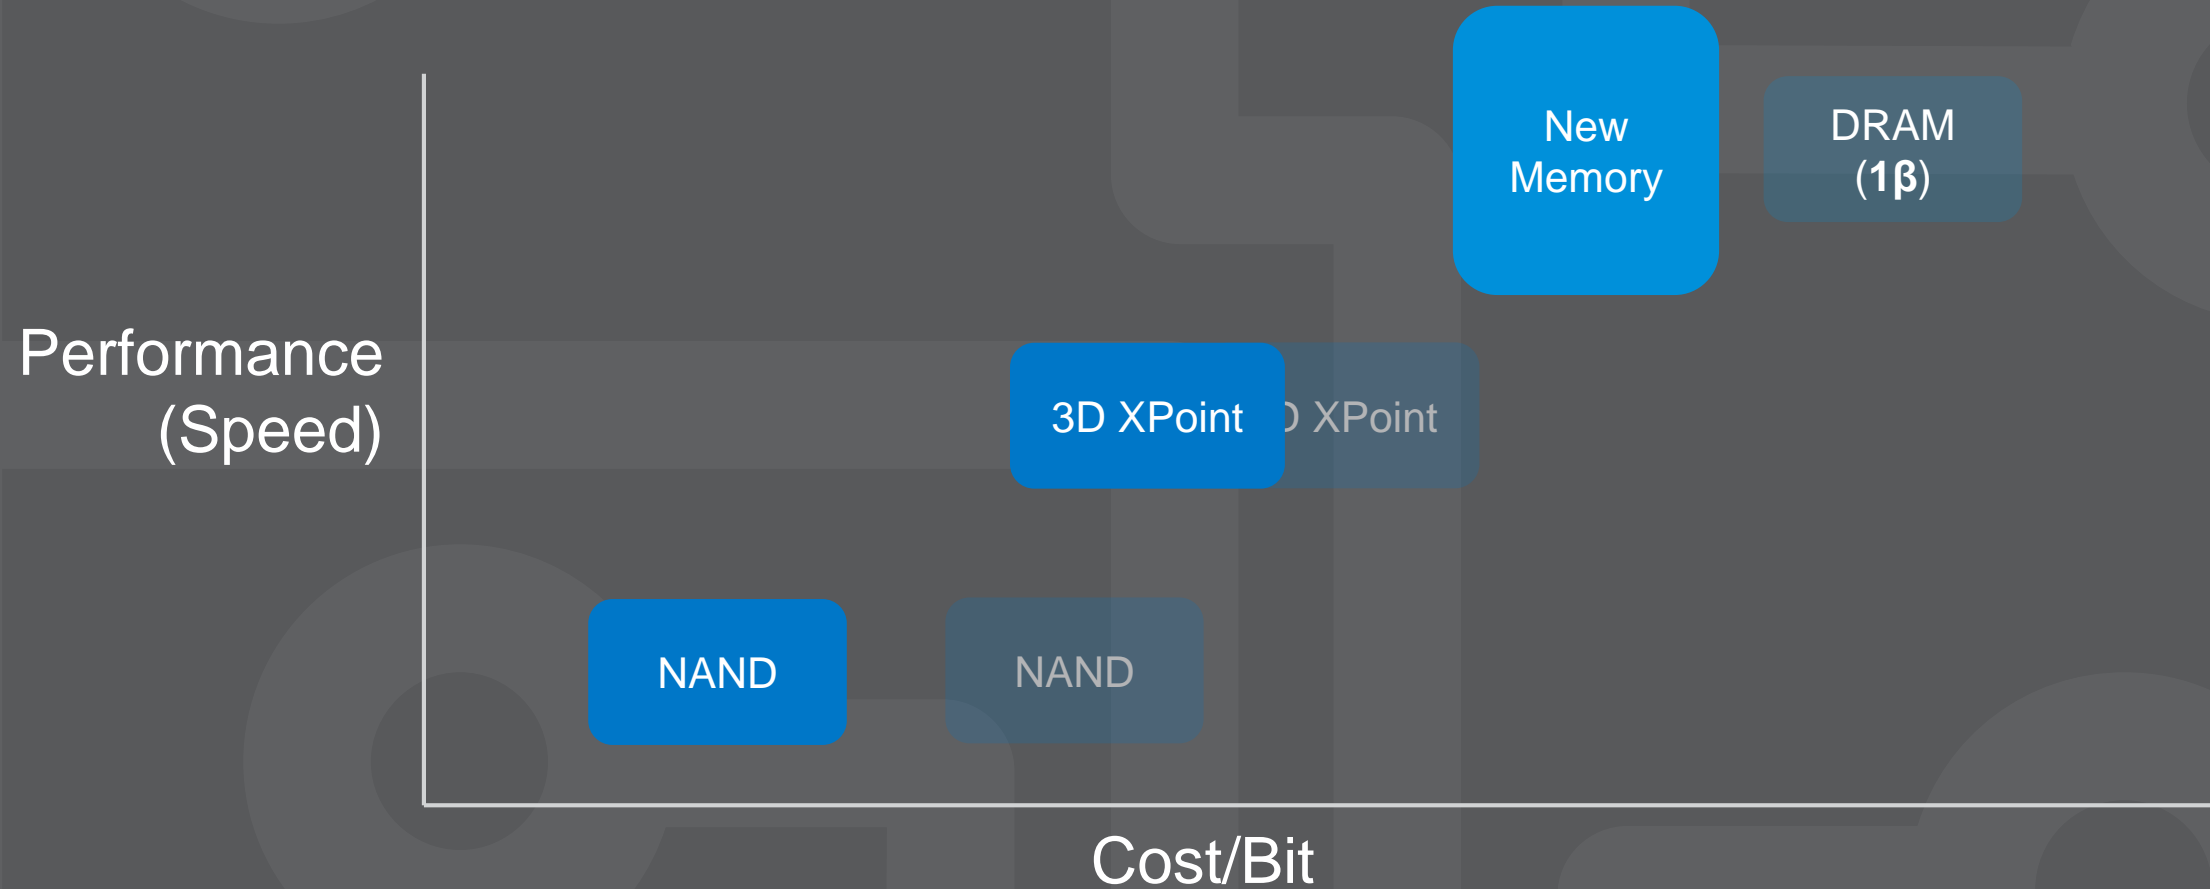 New
Memory
DRAM
(1β)
Performance
(Speed)
3D XPoint
XPoint
NAND
NAND
Cost/Bit